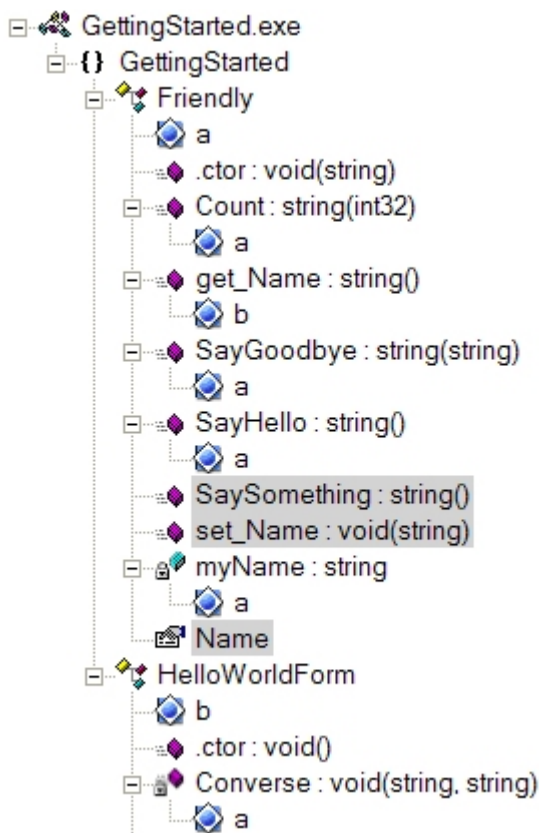 GettingStarted.exe
{} GettingStarted
Friendly
a
.ctor : void(string)
Count : string(int32)
a
get_Name : string()
b
SayGoodbye : string(string)
a
SayHello : string()
a
SaySomething : string()
set_Name : void(string)
myName : string
a
Name
HelloWorldForm
b
.ctor : void()
Converse : void(string, string)
a